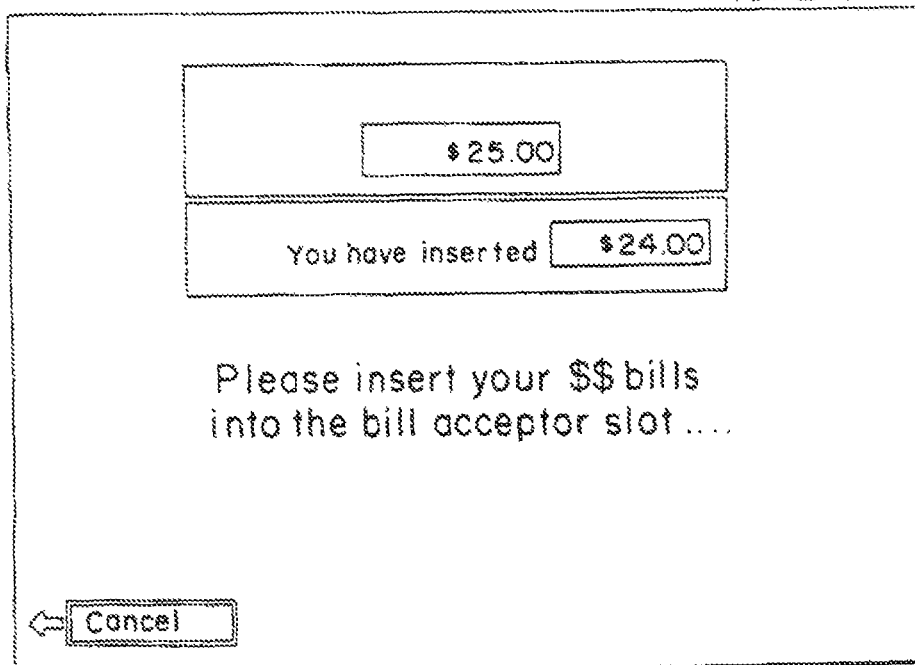 $25.00
You have inserted $24.00
Please insert your $$ bills
into the bill acceptor slot ....
Cancel